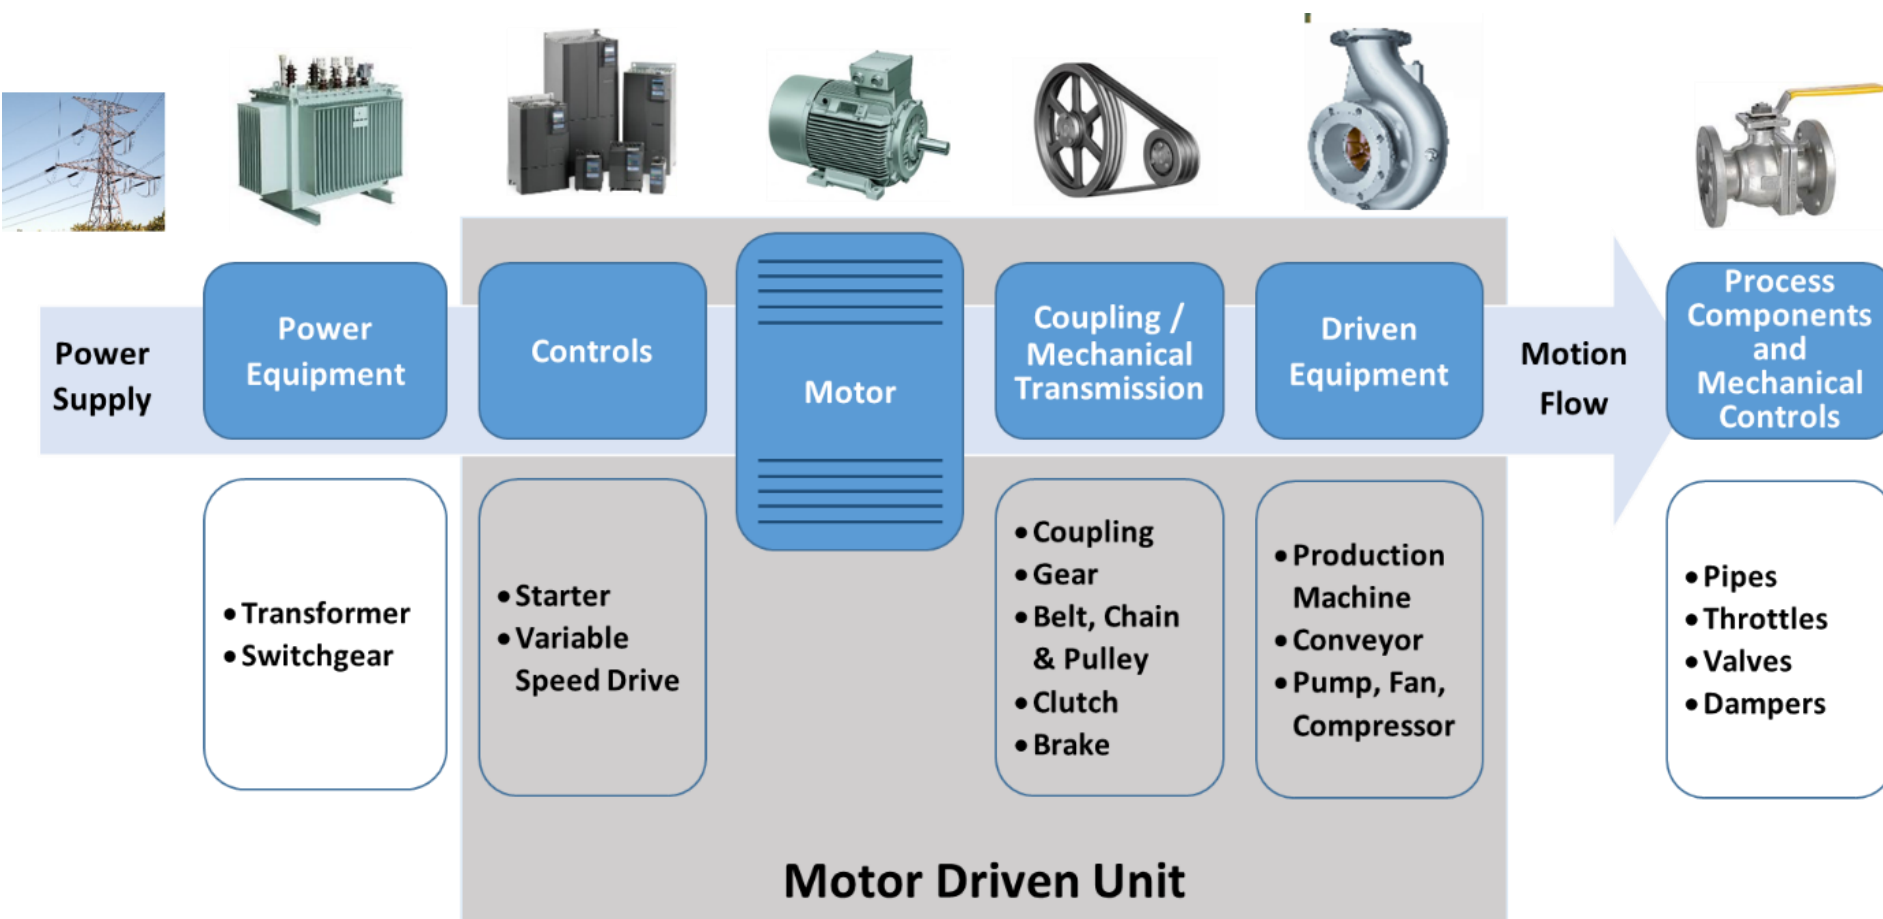 Power
Supply
Power
Equipment
Controls
Motor
Coupling /
Mechanical
Transmission
Driven
Equipment
Motion
Flow
Process
Components
and
Mechanical
Controls
• Transformer
• Switchgear
• Starter
• Variable
Speed Drive
• Coupling
• Gear
• Belt, Chain
& Pulley
• Clutch
• Brake
• Production
Machine
• Conveyor
• Pump, Fan,
Compressor
• Pipes
• Throttles
• Valves
• Dampers
Motor Driven Unit